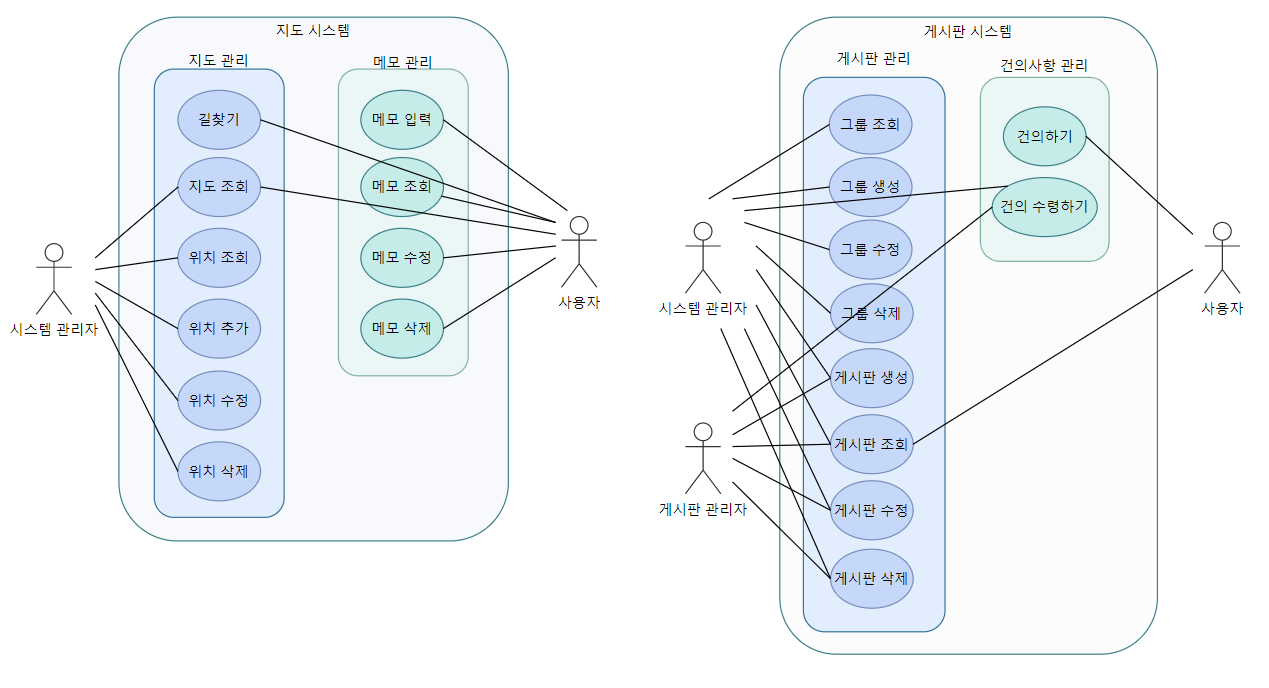 지도 시스템
지도 관리
메모 관리
길찾기
지도 조회
위치 조회
위치 추가
위치 수정
위치 삭제
메모 입력
메모 조회
메모 수정
메모 삭제
시스템 관리자
사용자
게시판 시스템
게시판 관리
건의사항 관리
그룹 조회
그룹 생성
그룹 수정
그룹 삭제
게시판 생성
게시판 조회
게시판 수정
게시판 삭제
건의하기
건의 수령하기
시스템 관리자
게시판 관리자
사용자